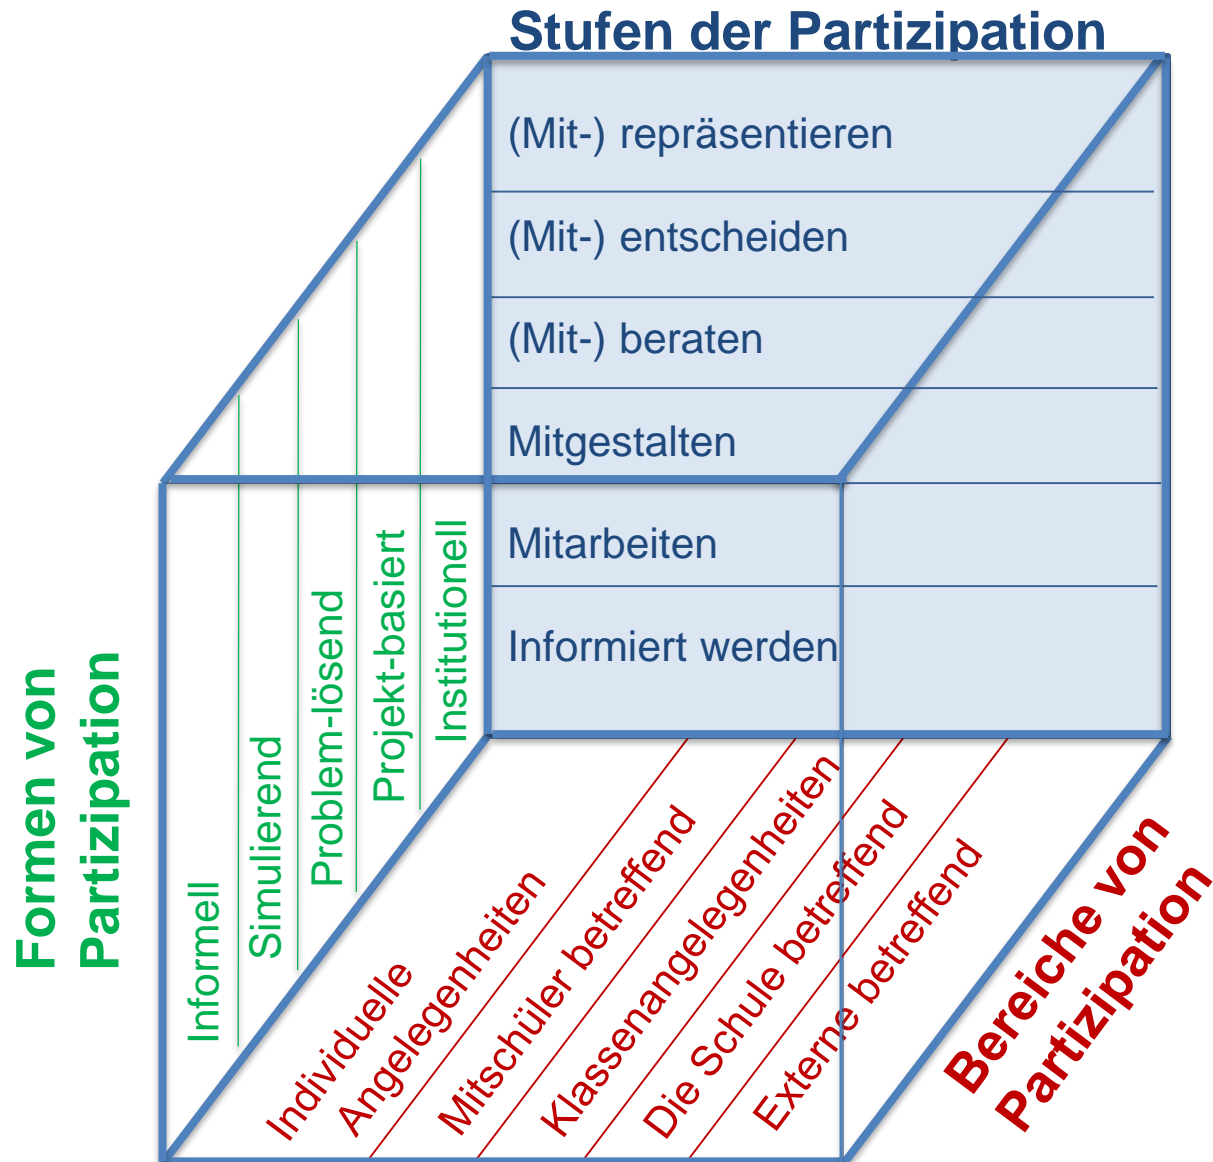 Stufen der Partizipation
(Mit-) repräsentieren
(Mit-) entscheiden
(Mit-) beraten
Mitgestalten
Mitarbeiten
Informiert werden
Formen von
Partizipation
Informell
Simulierend
Problem-lösend
Projekt-basiert
Institutionell
Individuelle
Angelegenheiten
Mitschüler betreffend
Klassenangelegenheiten
Die Schule betreffend
Externe betreffend
Bereiche von
Partizipation